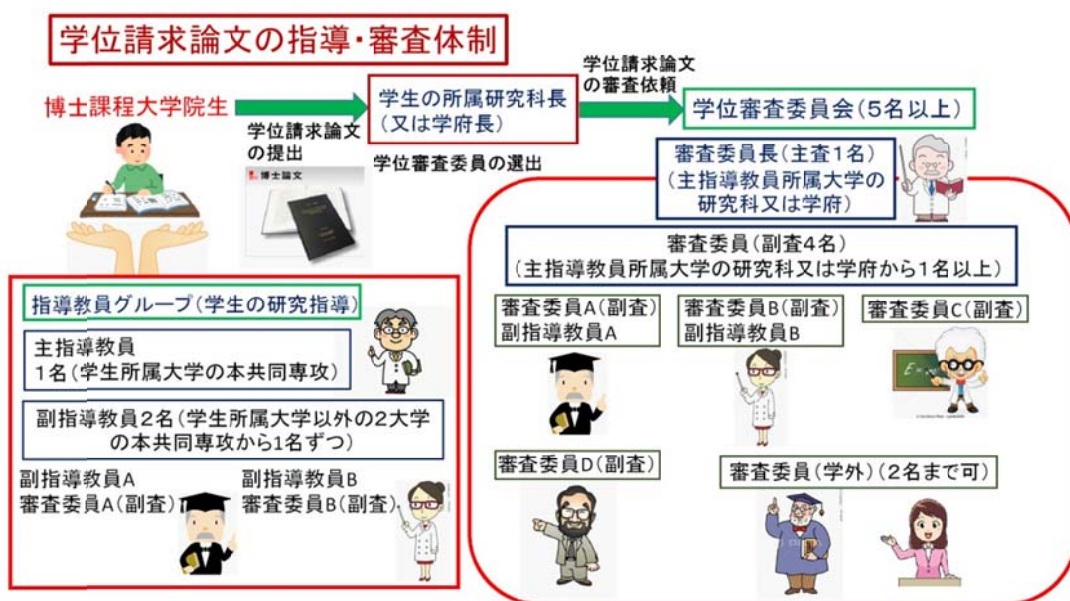 学位請求論文の指導・審査体制
博士課程大学院生
学位請求論文
の提出
博士論文
学生の所属研究科長
(又は学府長)
学位審査委員の選出
学位請求論文
の審査依頼
学位審査委員会(5名以上)
審査委員長(主査1名)
(主指導教員所属大学の
研究科又は学府)
審査委員(副査4名)
(主指導教員所属大学の研究科又は学府から1名以上)
審査委員A(副査)
副指導教員A
審査委員B(副査)
副指導教員B
審査委員C(副査)
審査委員D(副査)
審査委員(学外)(2名まで可)
指導教員グループ(学生の研究指導)
主指導教員
1名(学生所属大学の本共同専攻)
副指導教員2名(学生所属大学以外の2大学
の本共同専攻から1名ずつ)
副指導教員A
審査委員A(副査)
副指導教員B
審査委員B(副査)